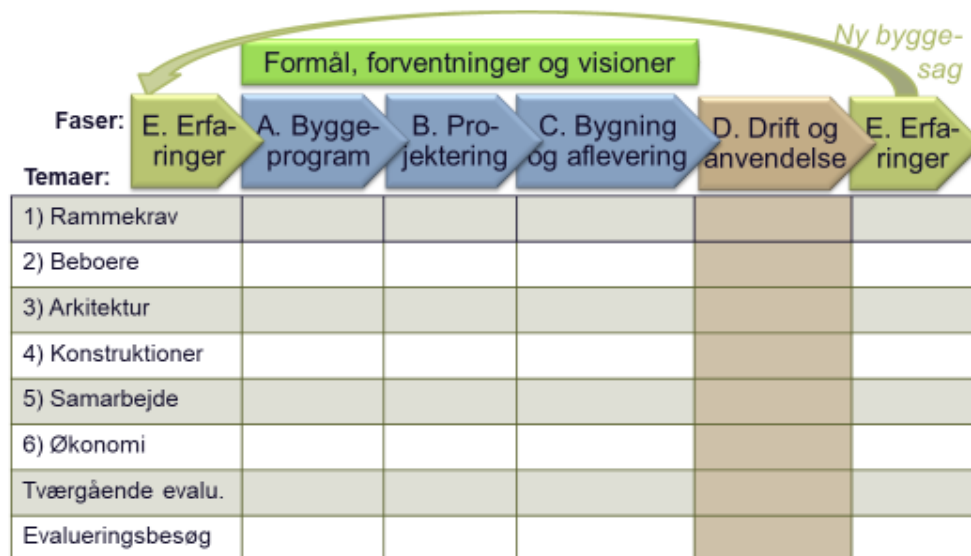 Ny bygge-
sag
Formål, forventninger og visioner
Faser:
E. Erfa-
ringer
A. Bygge-
program
B. Pro-
jektering
C. Bygning
og aflevering
D. Drift og
anvendelse
E. Erfa-
ringer
Temaer:
1) Rammekrav
2) Beboere
3) Arkitektur
4) Konstruktioner
5) Samarbejde
6) Økonomi
Tværgående evalu.
Evalueringsbesøg